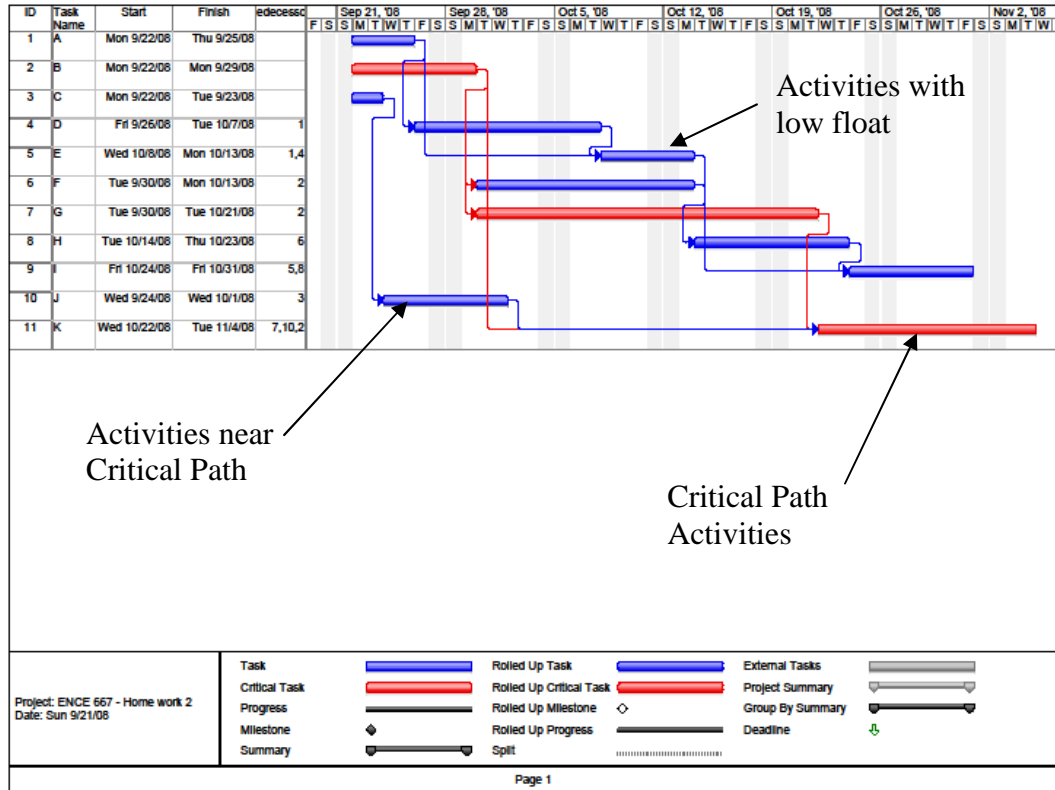 ID Task Name Start Finish edecesso Sep 21, '08 Sep 28, '08 Oct 5, '08 Oct 12, '08 Oct 19, '08 Oct 26, '08 Nov 2, '08
F S S M T W T F S S M T W T F S S M T W T F S S M T W T F S S M T W T F S S M T W T F S S M T W
1 A Mon 9/22/08 Thu 9/25/08
2 B Mon 9/22/08 Mon 9/29/08
3 C Mon 9/22/08 Tue 9/23/08
4 D Fri 9/26/08 Tue 10/7/08 1
5 E Wed 10/8/08 Mon 10/13/08 1,4
6 F Tue 9/30/08 Mon 10/13/08 2
7 G Tue 9/30/08 Tue 10/21/08 2
8 H Tue 10/14/08 Thu 10/23/08 6
9 I Fri 10/24/08 Fri 10/31/08 5,8
10 J Wed 9/24/08 Wed 10/1/08 3
11 K Wed 10/22/08 Tue 11/4/08 7,10,2
Activities with
low float
Activities near
Critical Path
Critical Path
Activities
Project: ENCE 667 - Home work 2
Date: Sun 9/21/08
Task Rolled Up Task External Tasks
Critical Task Rolled Up Critical Task Project Summary
Progress Rolled Up Milestone Group By Summary
Milestone Rolled Up Progress Deadline
Summary Split
Page 1